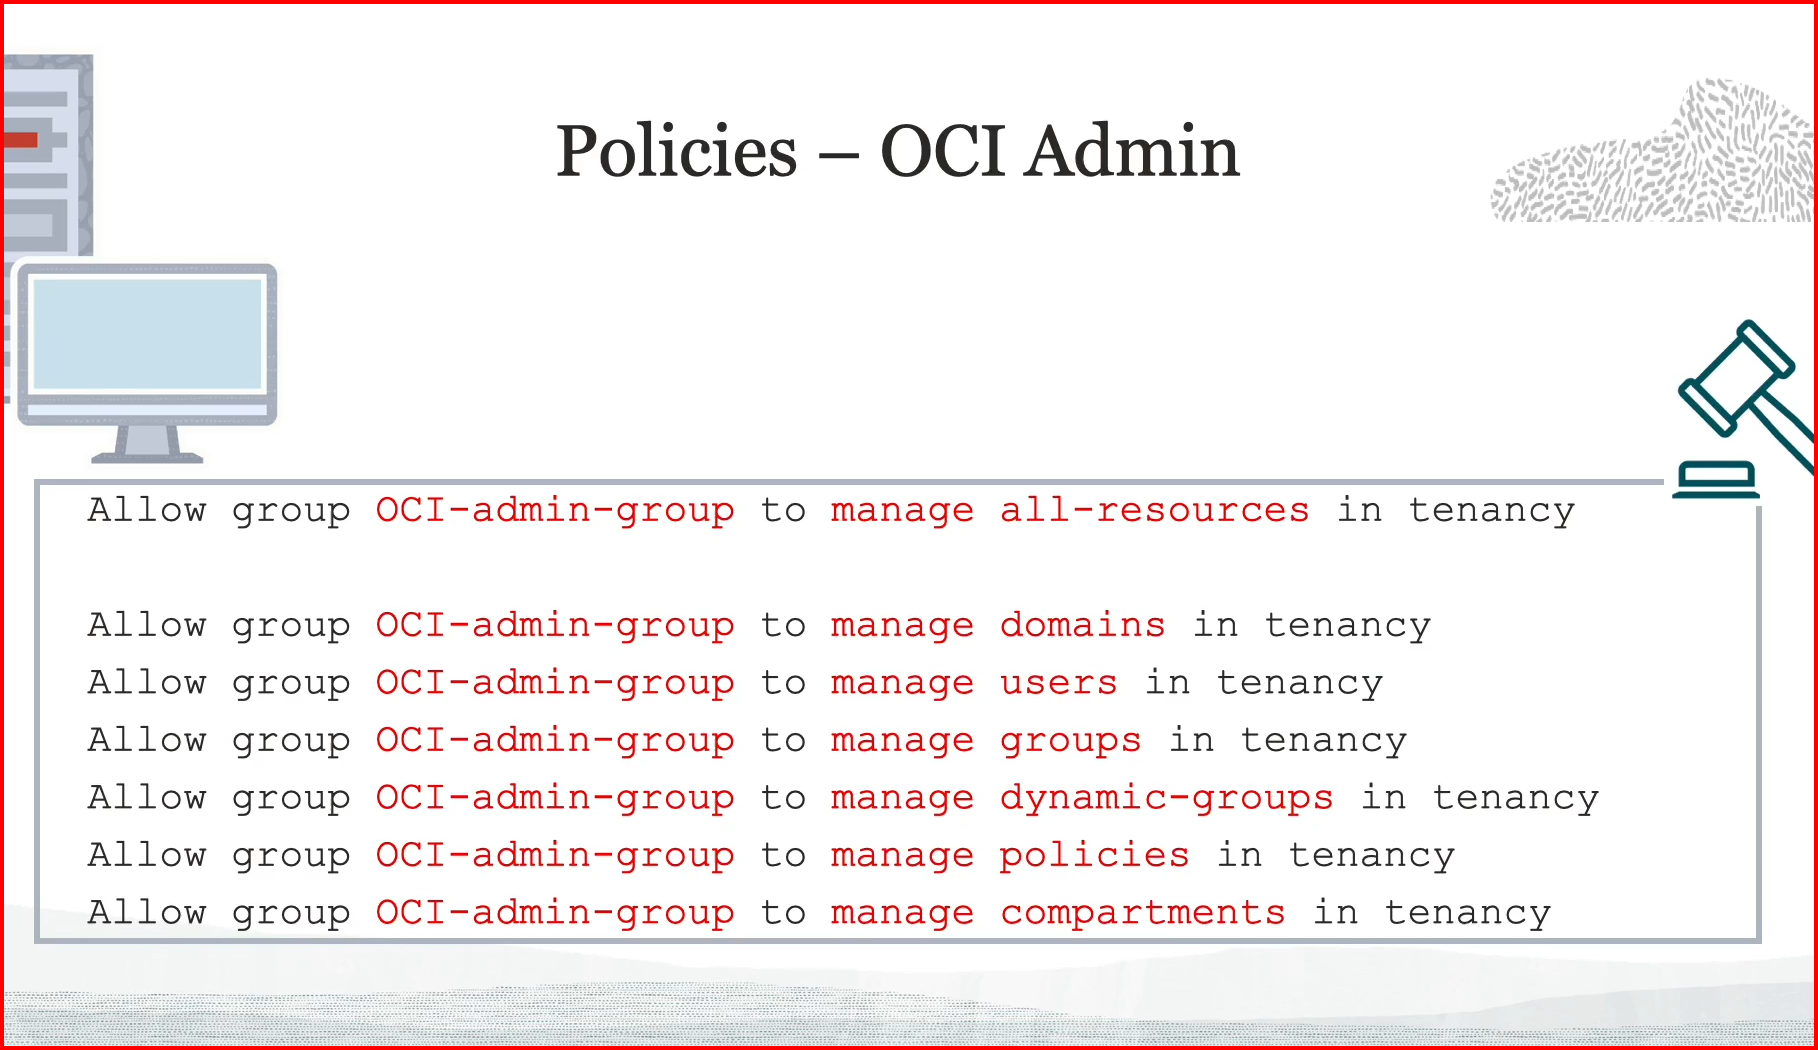 Policies – OCI Admin
Allow group OCI-admin-group to manage all-resources in tenancy
Allow group OCI-admin-group to manage domains in tenancy
Allow group OCI-admin-group to manage users in tenancy
Allow group OCI-admin-group to manage groups in tenancy
Allow group OCI-admin-group to manage dynamic-groups in tenancy
Allow group OCI-admin-group to manage policies in tenancy
Allow group OCI-admin-group to manage compartments in tenancy